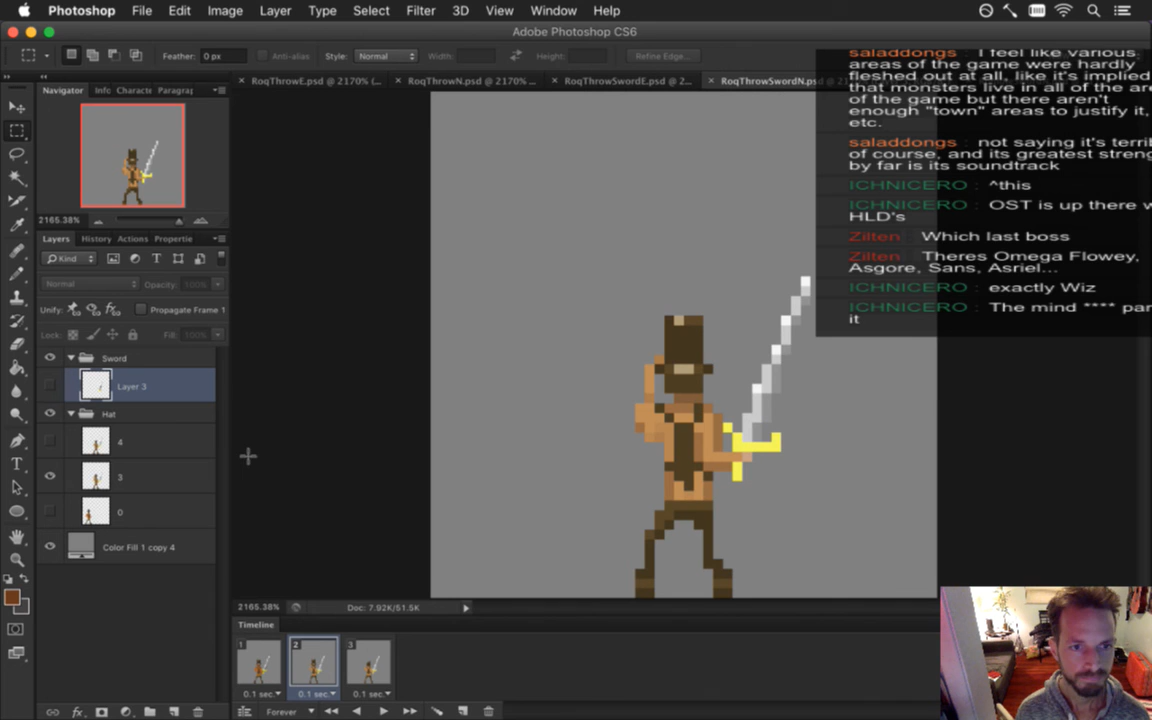 Photoshop File Edit Image Layer Type Select Filter 3D View Window Help
Adobe Photoshop CS6
Feather: 0 px Anti-alias Style: Normal Width: Height: Refine Edge...
RoqThrowE.psd @ 2170% (... RoqThrowN.psd @ 2170% ... RoqThrowSwordE.psd @ 2... RoqThrowSwordN.psd @
Navigator Info Characte Paragraj
2165.38%
Layers History Actions Propertie
Kind
Normal Opacity:
Unify: Propagate Frame 1
Lock: Fill: 100%
Sword
Layer 3
Hat
4
3
0
Color Fill 1 copy 4
saladdongs : I feel like various
areas of the game were hardly
fleshed out at all, like it's implied
that monsters live in all of the are
of the game but there aren't
enough "town" areas to justify it,
etc.
saladdongs : not saying it's terrib
of course, and its greatest streng
by far is its soundtrack
ICHNICERO : ^this
ICHNICERO : OST is up there w
HLD's
Zilten Which last boss
Zilten Theres Omega Flowey,
Asgore, Sans, Asriel...
ICHNICERO : exactly Wiz
ICHNICERO : The mind **** par
it
2165.38% Doc: 7.92K/51.5K
Timeline
1 2 3
0.1 sec. 0.1 sec. 0.1 sec.
Forever